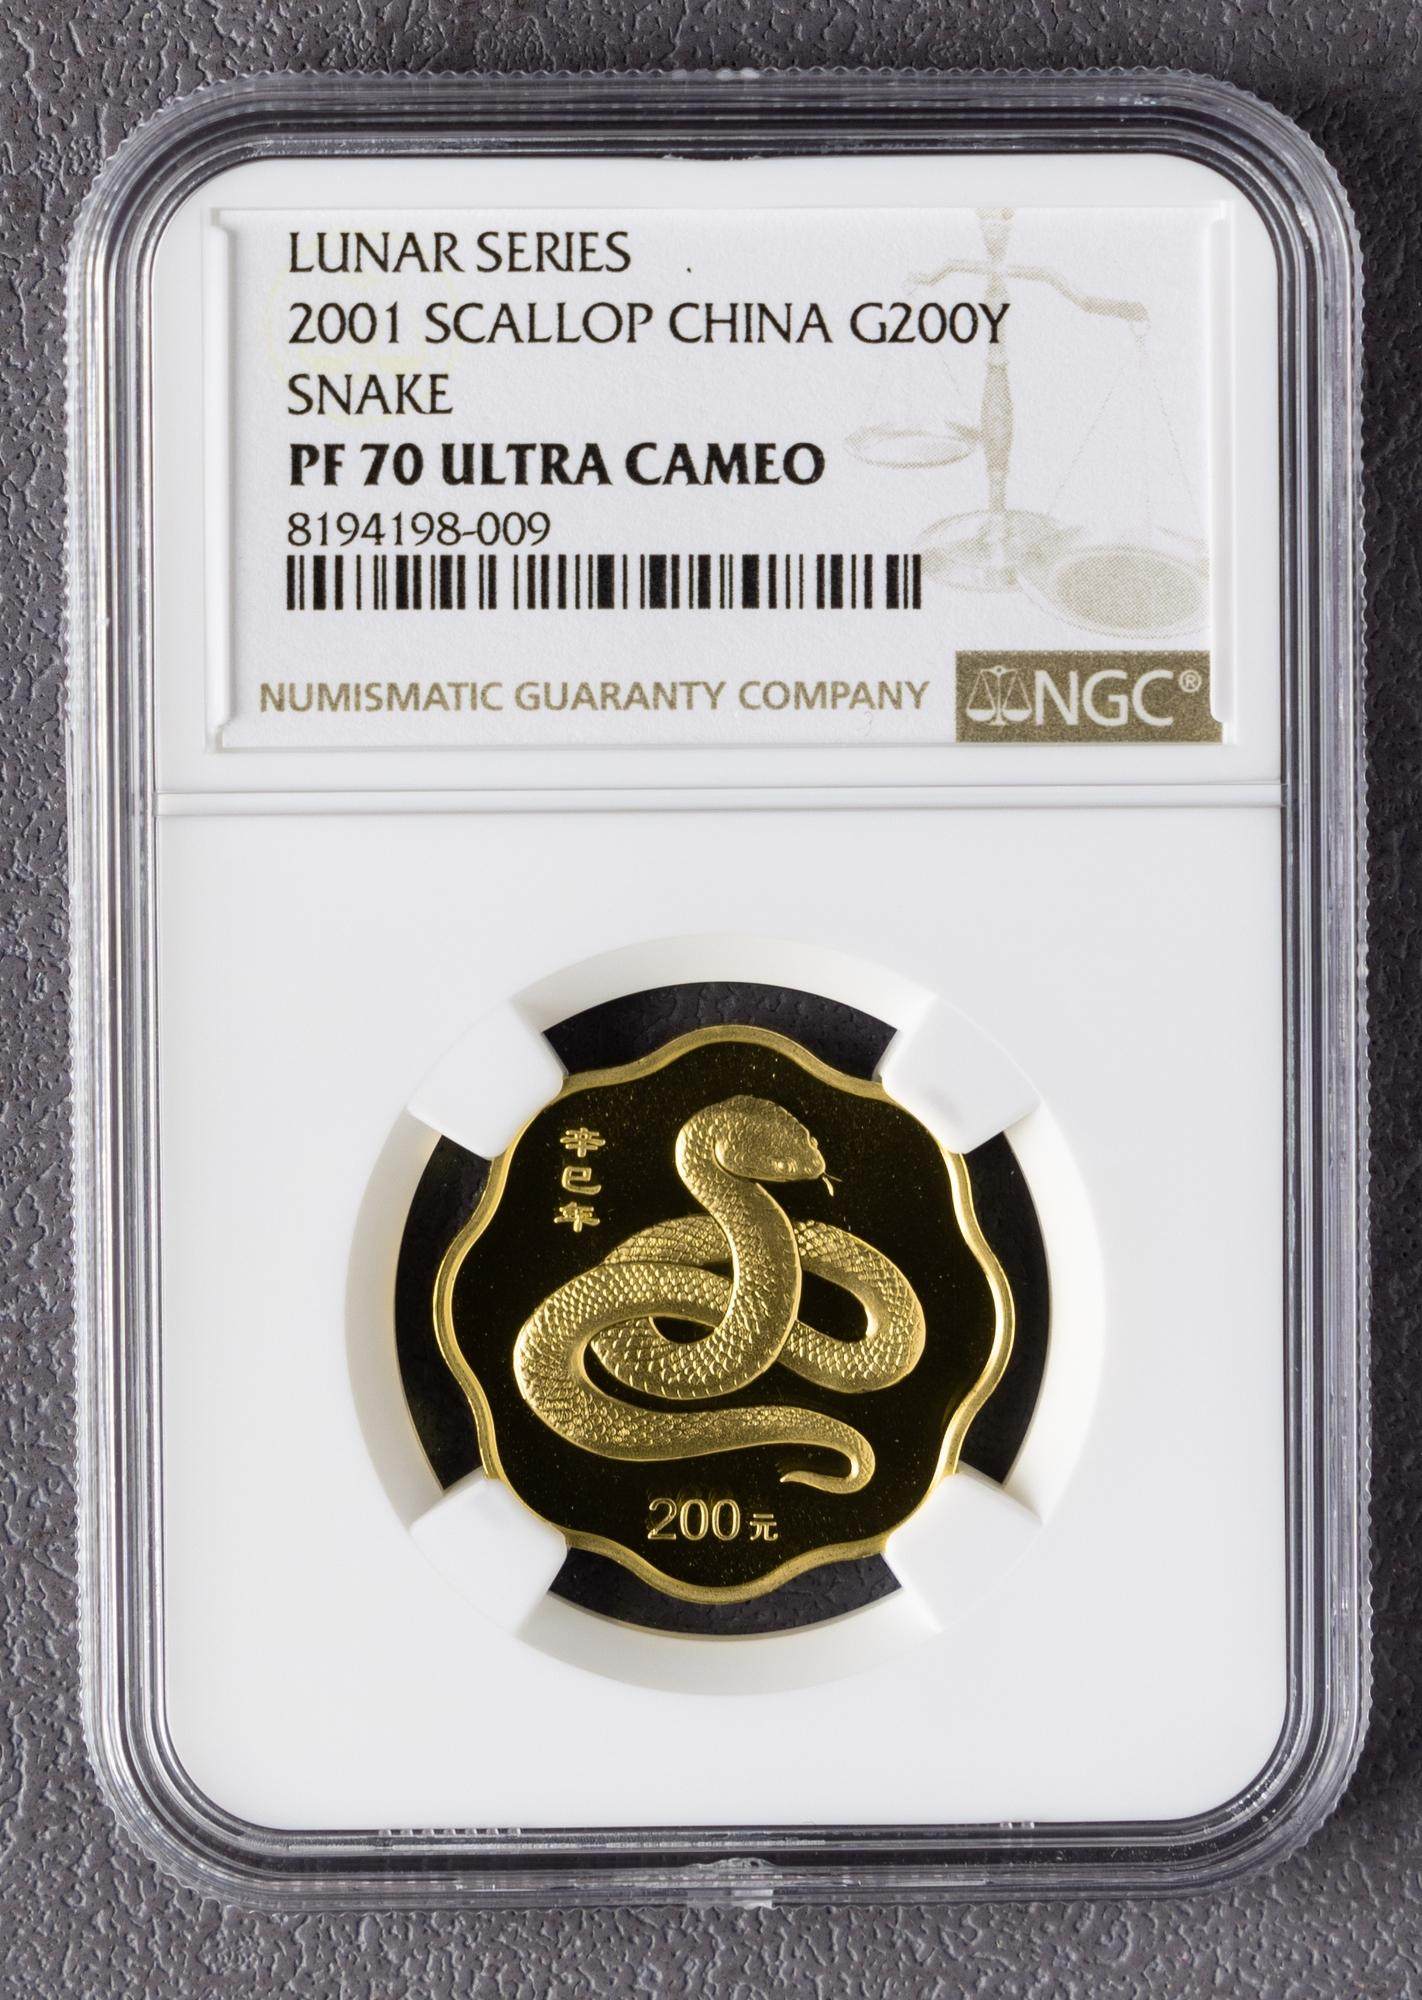 LUNAR SERIES
2001 SCALLOP CHINA G200Y
SNAKE
PF 70 ULTRA CAMEO
8194198-009
NUMISMATIC GUARANTY COMPANY
NGC®
辛巳年
200元